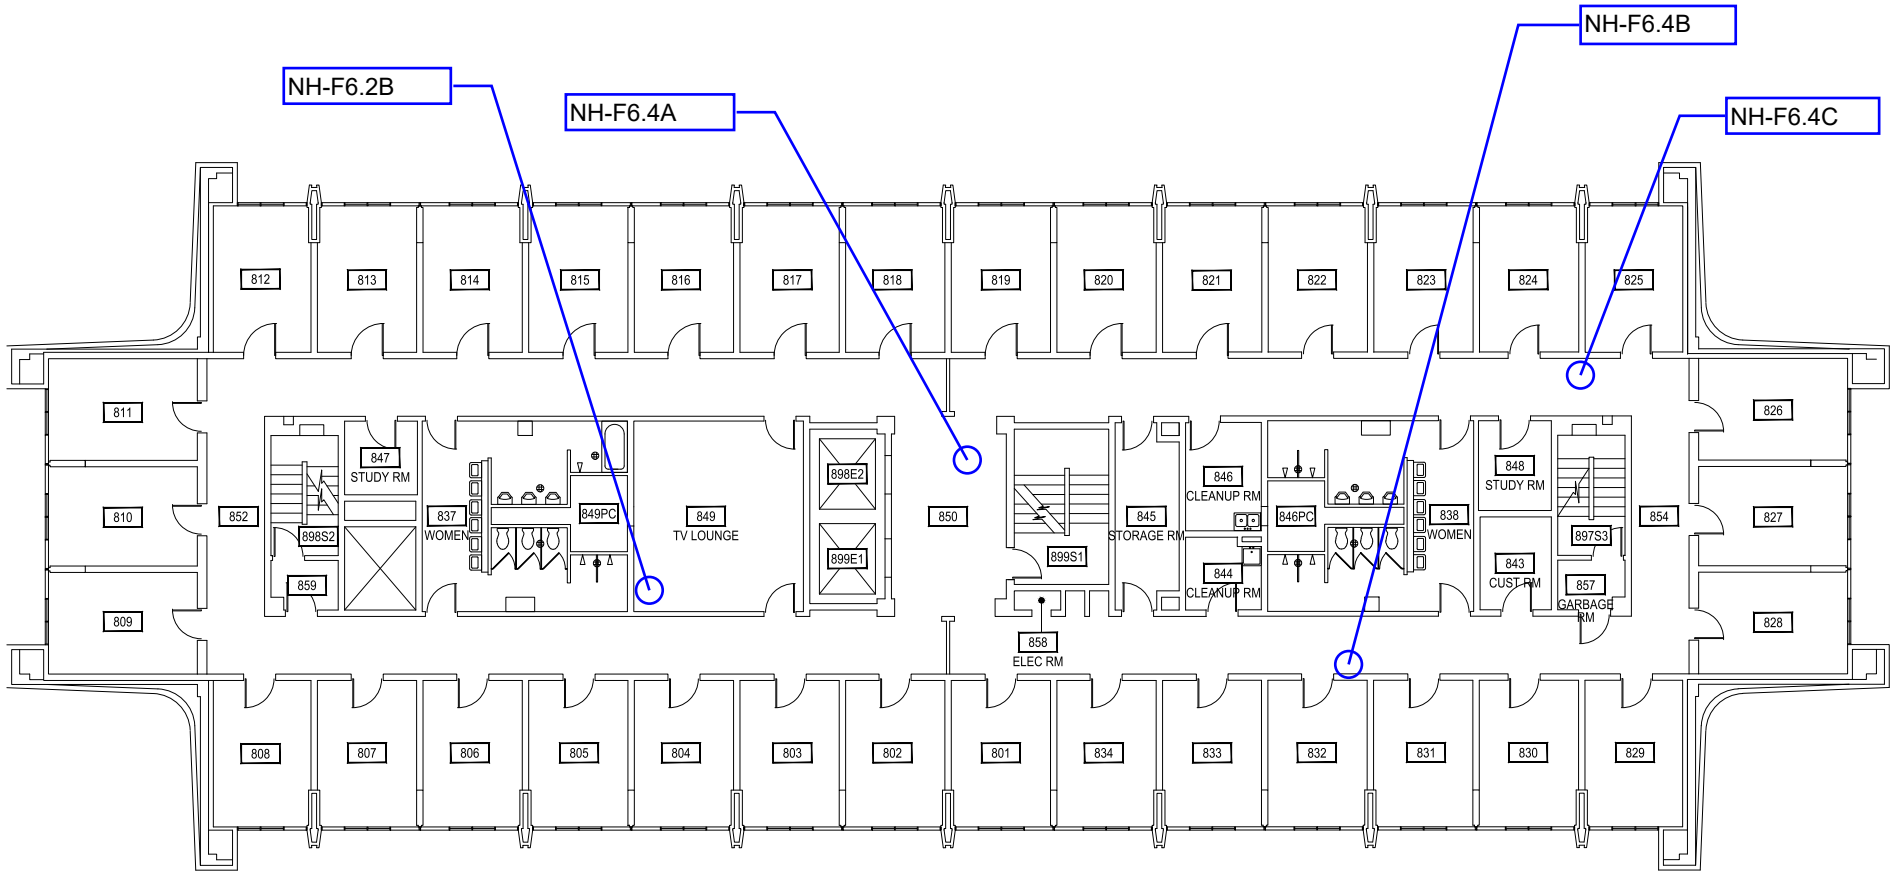 NH-F6.4B
NH-F6.2B
NH-F6.4A
NH-F6.4C
812
813
814
815
816
817
818
819
820
821
822
823
824
825
811
826
847
STUDY RM
898E2
846
CLEANUP RM
848
STUDY RM
810
852
898S2
837
WOMEN
849PC
849
TV LOUNGE
850
845
STORAGE RM
846PC
838
WOMEN
897S3
854
827
859
899E1
899S1
844
CLEANUP RM
843
CUST RM
857
GARBAGE
RM
809
828
858
ELEC RM
808
807
806
805
804
803
802
801
834
833
832
831
830
829